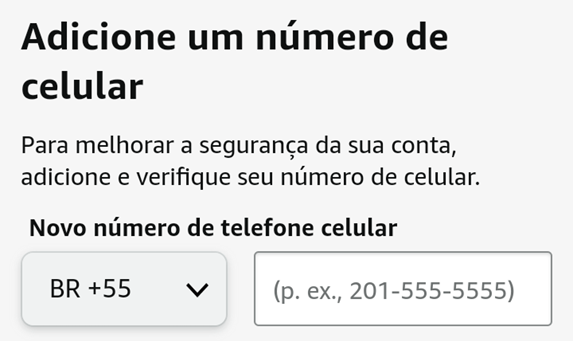 Adicione um número de
celular
Para melhorar a segurança da sua conta,
adicione e verifique seu número de celular.
Novo número de telefone celular
BR +55 (p. ex., 201-555-5555)